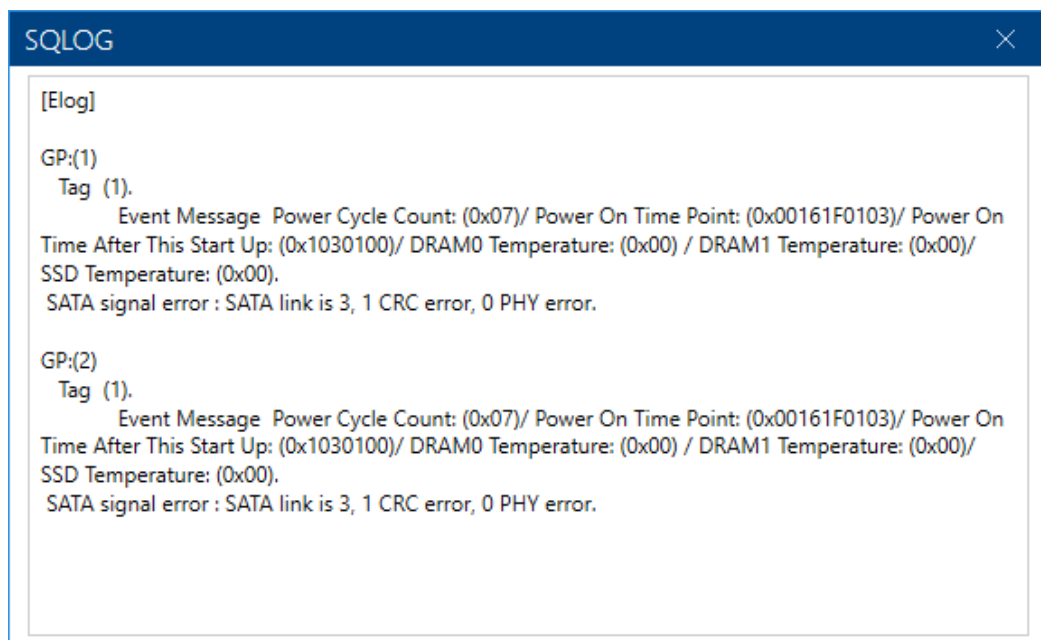 SQLOG
[Elog]
GP:(1)
Tag (1).
Event Message Power Cycle Count: (0x07)/ Power On Time Point: (0x00161F0103)/ Power On
Time After This Start Up: (0x1030100)/ DRAM0 Temperature: (0x00) / DRAM1 Temperature: (0x00)/
SSD Temperature: (0x00).
SATA signal error : SATA link is 3, 1 CRC error, 0 PHY error.
GP:(2)
Tag (1).
Event Message Power Cycle Count: (0x07)/ Power On Time Point: (0x00161F0103)/ Power On
Time After This Start Up: (0x1030100)/ DRAM0 Temperature: (0x00) / DRAM1 Temperature: (0x00)/
SSD Temperature: (0x00).
SATA signal error : SATA link is 3, 1 CRC error, 0 PHY error.